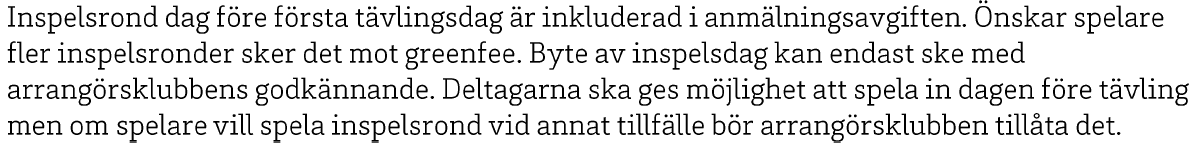 Inspelsrond dag före första tävlingsdag är inkluderad i anmälningsavgiften. Önskar spelare
fler inspelsronder sker det mot greenfee. Byte av inspelsdag kan endast ske med
arrangörsklubbens godkännande. Deltagarna ska ges möjlighet att spela in dagen före tävling
men om spelare vill spela inspelsrond vid annat tillfälle bör arrangörsklubben tillåta det.